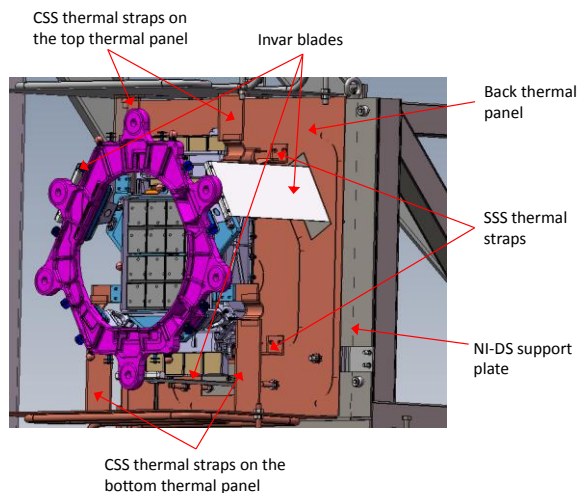 CSS thermal straps on
the top thermal panel
Invar blades
Back thermal
panel
SSS thermal
straps
NI-DS support
plate
CSS thermal straps on the
bottom thermal panel